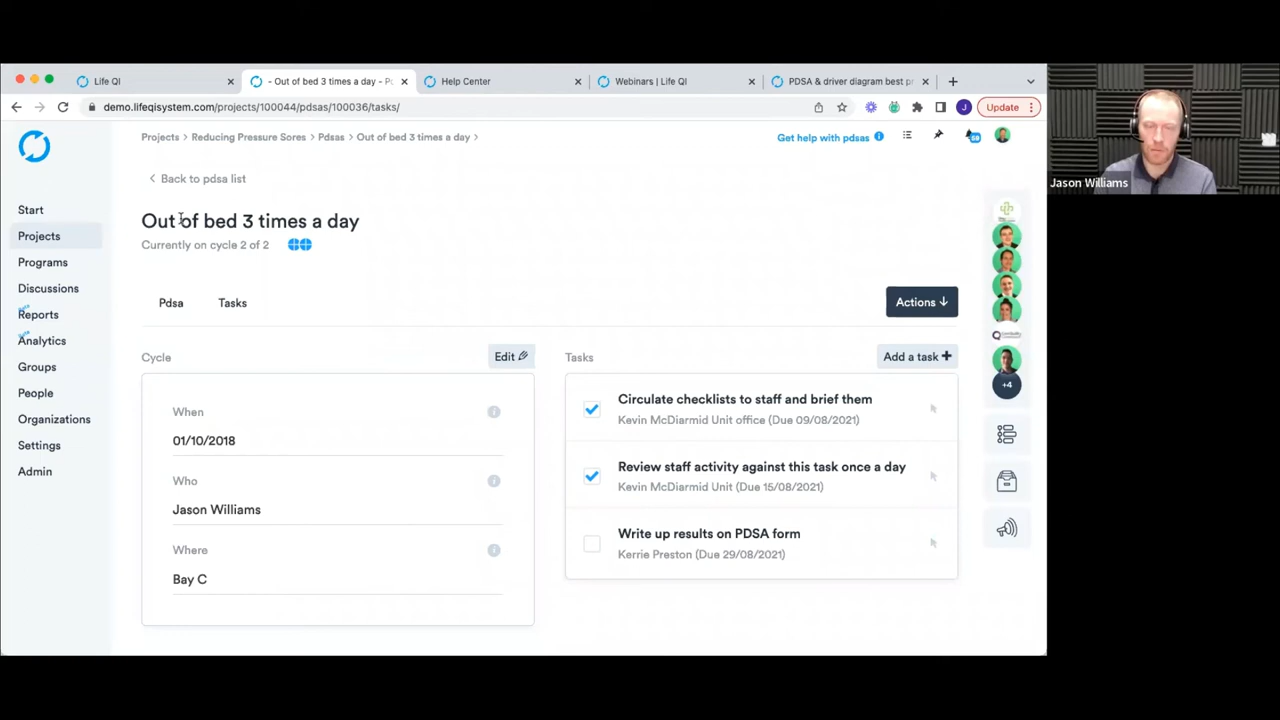 Life QI
- Out of bed 3 times a day - Pd
Help Center
Webinars | Life QI
PDSA & driver diagram best pr
demo.lifeqisystem.com/projects/100044/pdsas/100036/tasks/
J
Update
Projects > Reducing Pressure Sores > Pdsas > Out of bed 3 times a day >
Get help with pdsas
Back to pdsa list
Out of bed 3 times a day
Currently on cycle 2 of 2
Start
Projects
Programs
Discussions
Reports
Analytics
Groups
People
Organizations
Settings
Admin
Pdsa
Tasks
Actions
Cycle
Edit
When
01/10/2018
Who
Jason Williams
Where
Bay C
Tasks
Add a task
Circulate checklists to staff and brief them
Kevin McDiarmid Unit office (Due 09/08/2021)
Review staff activity against this task once a day
Kevin McDiarmid Unit (Due 15/08/2021)
Write up results on PDSA form
Kerrie Preston (Due 29/08/2021)
+4
Jason Williams